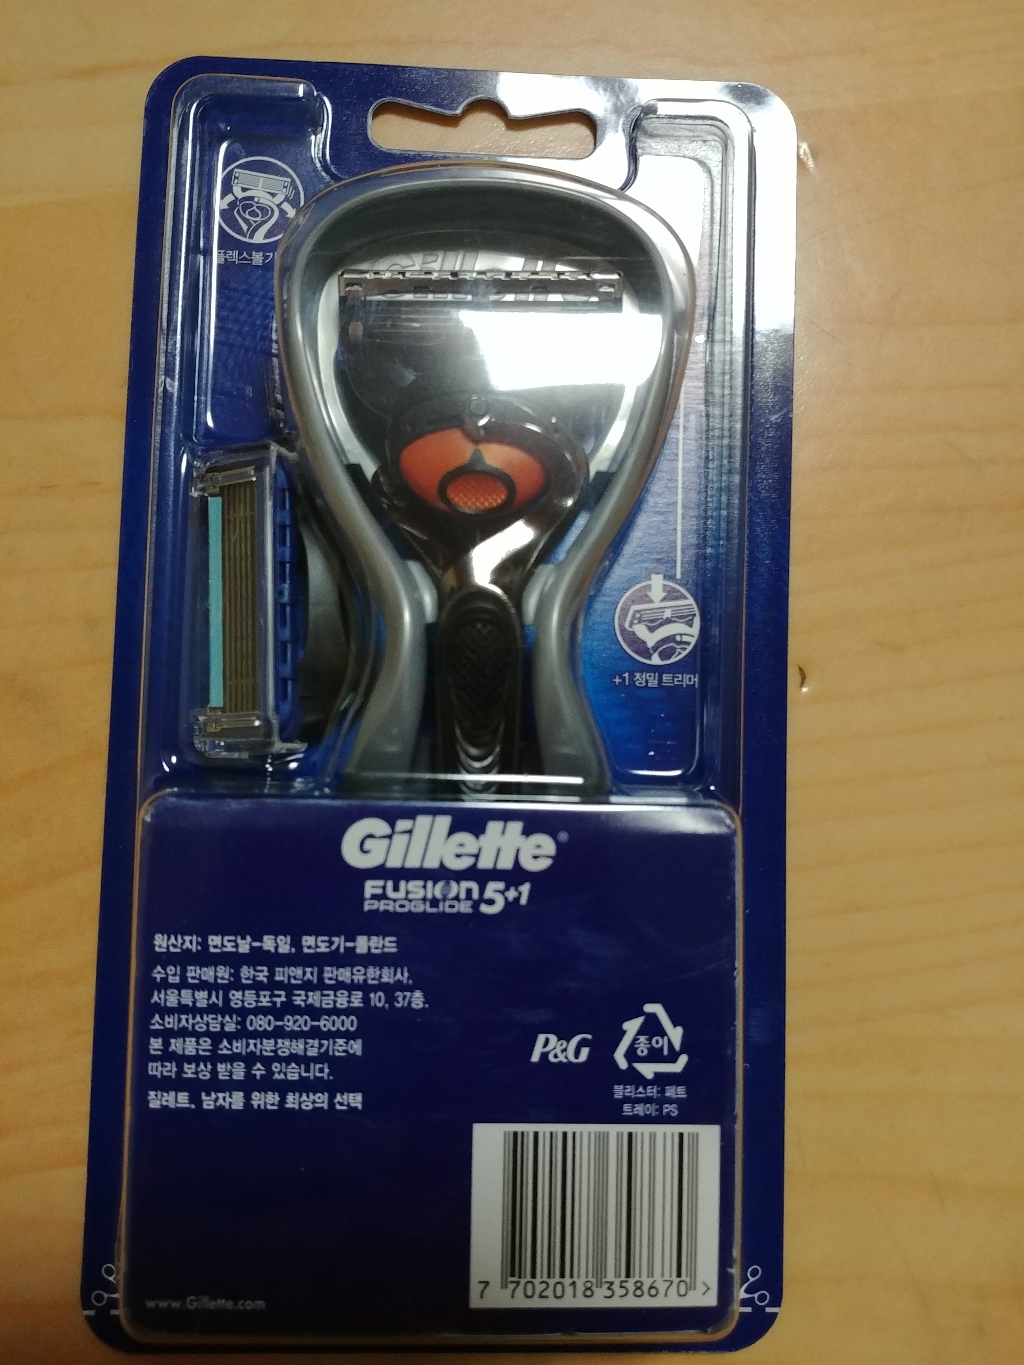 +1 정밀 트리머
Gillette®
FUSION 5+1
PROGLIDE
원산지: 면도날-독일, 면도기-폴란드
수입 판매원: 한국 피앤지 판매유한회사,
서울특별시 영등포구 국제금융로 10, 37층.
소비자상담실: 080-920-6000
본 제품은 소비자분쟁해결기준에
따라 보상 받을 수 있습니다.
질레트, 남자를 위한 최상의 선택
P&G
종이
블리스터: 페트
트레이: PS
7 702018 358670 >
www.Gillette.com